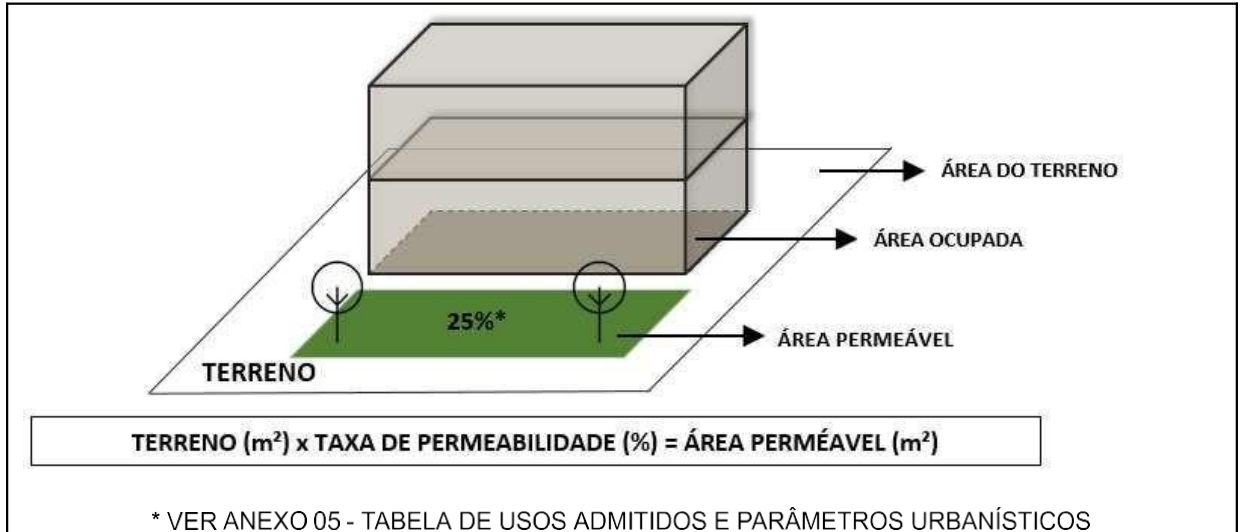 ÁREA DO TERRENO
ÁREA OCUPADA
25%*
ÁREA PERMEÁVEL
TERRENO
TERRENO (m²) x TAXA DE PERMEABILIDADE (%) = ÁREA PERMÉAVEL (m²)
* VER ANEXO 05 - TABELA DE USOS ADMITIDOS E PARÂMETROS URBANÍSTICOS